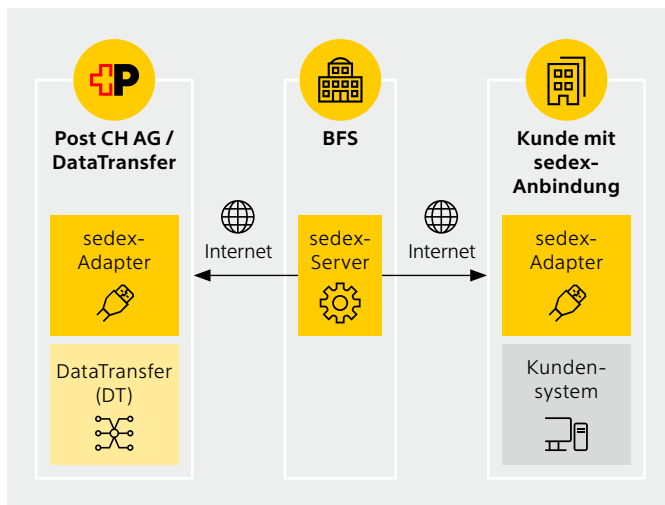 P
Post CH AG /
DataTransfer
BFS
Kunde mit
sedex-
Anbindung
sedex-
Adapter
Internet
sedex-
Server
Internet
sedex-
Adapter
DataTransfer
(DT)
Kunden-
system